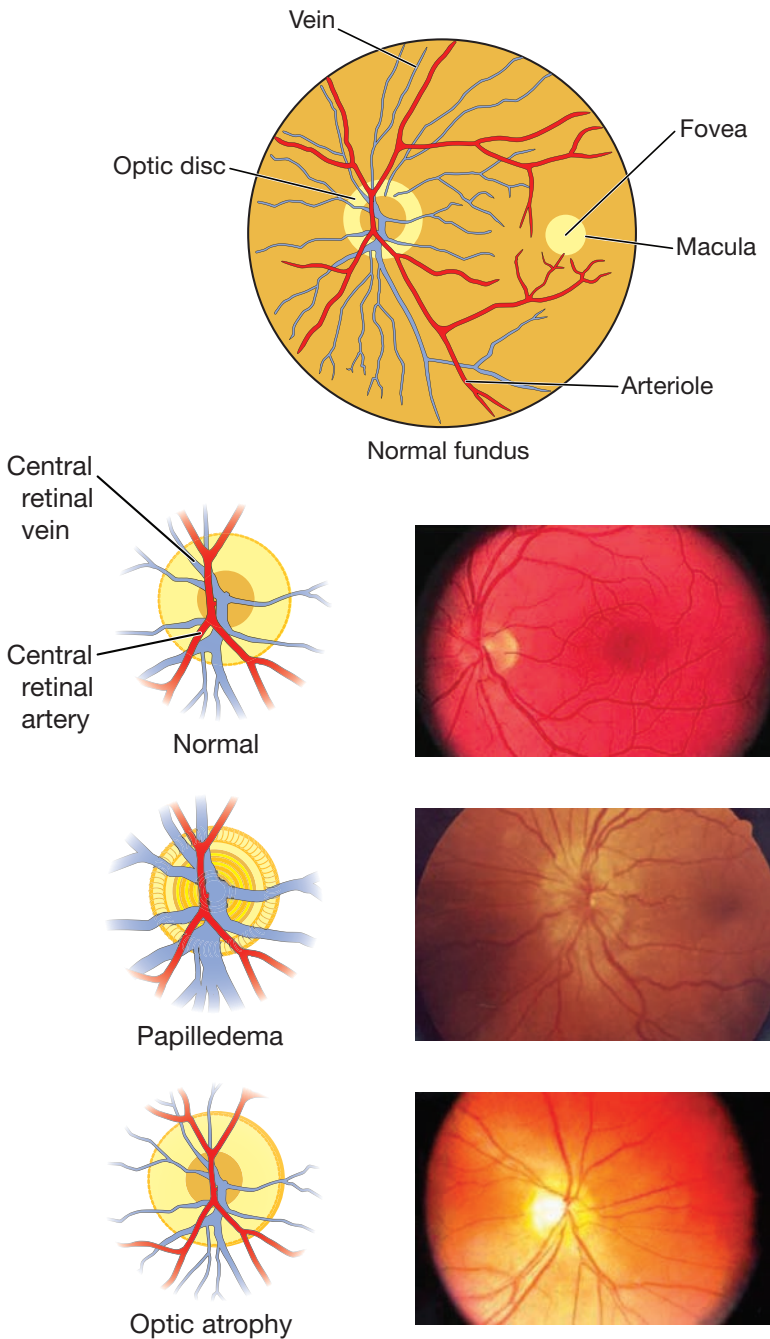 Vein
Fovea
Optic disc
Macula
Arteriole
Normal fundus
Central
retinal
vein
Central
retinal
artery
Normal
Papilledema
Optic atrophy